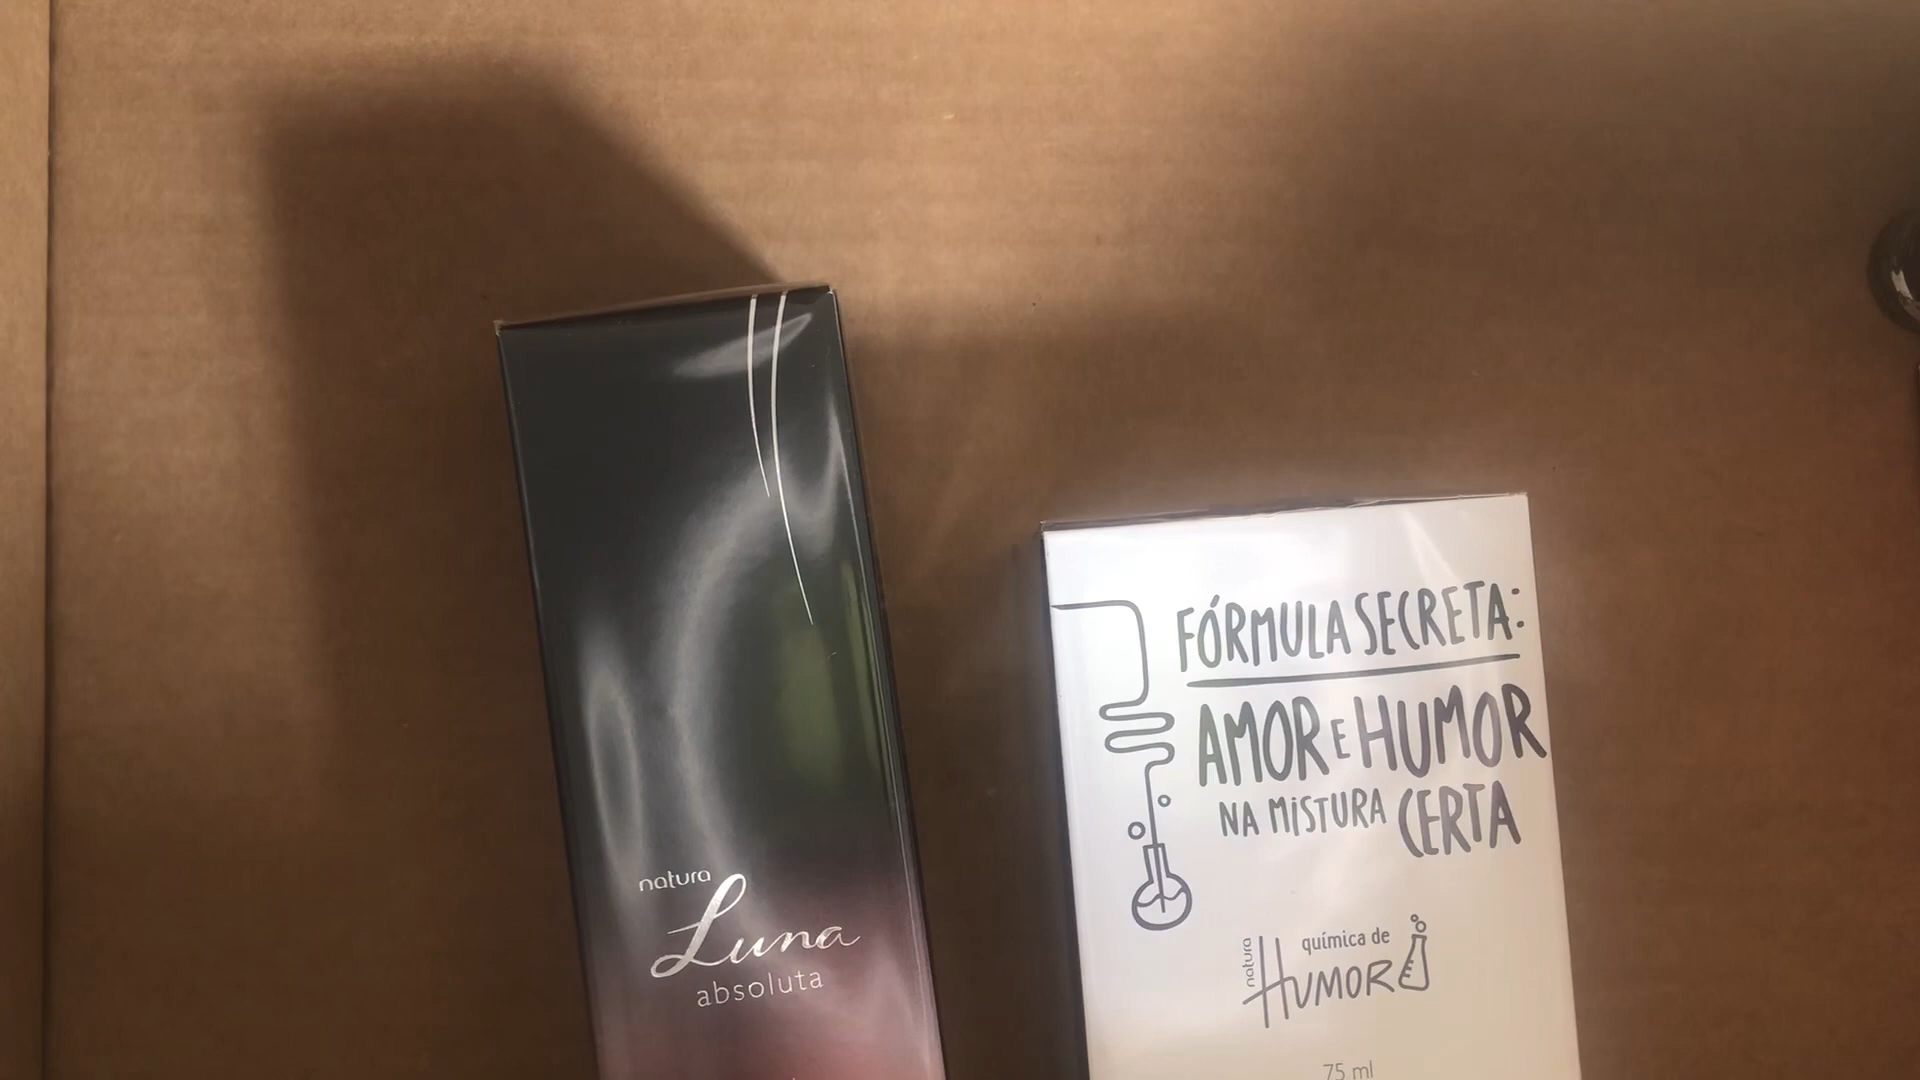 natura
Luna
absoluta
FÓRMULA SECRETA:
AMOR E HUMOR
NA MISTURA CERTA
natura
química de
HUMOR
75 ml